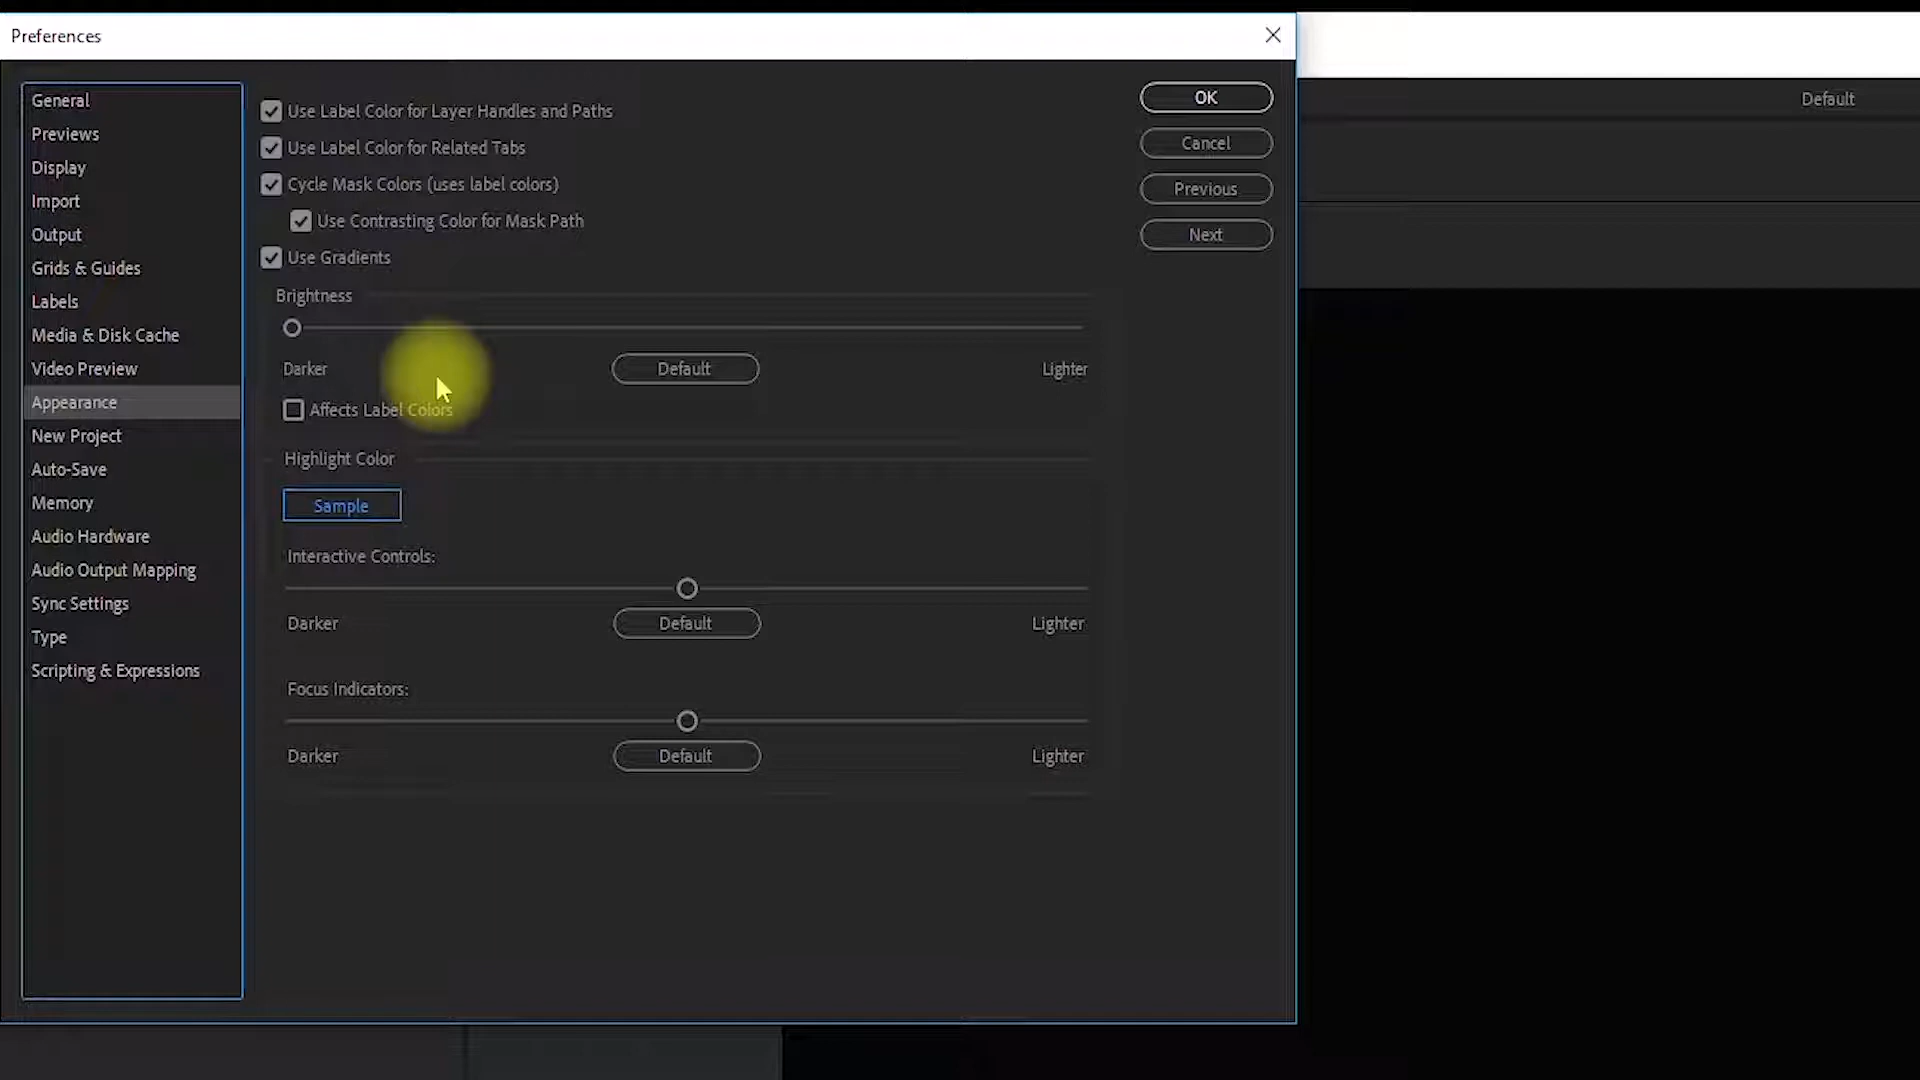 Preferences
General
Previews
Display
Import
Output
Grids & Guides
Labels
Media & Disk Cache
Video Preview
Appearance
New Project
Auto-Save
Memory
Audio Hardware
Audio Output Mapping
Sync Settings
Type
Scripting & Expressions
Use Label Color for Layer Handles and Paths
Use Label Color for Related Tabs
Cycle Mask Colors (uses label colors)
Use Contrasting Color for Mask Path
Use Gradients
Brightness
Darker Default Lighter
Affects Label Colors
Highlight Color
Sample
Interactive Controls:
Darker Default Lighter
Focus Indicators:
Darker Default Lighter
OK
Cancel
Previous
Next
Default